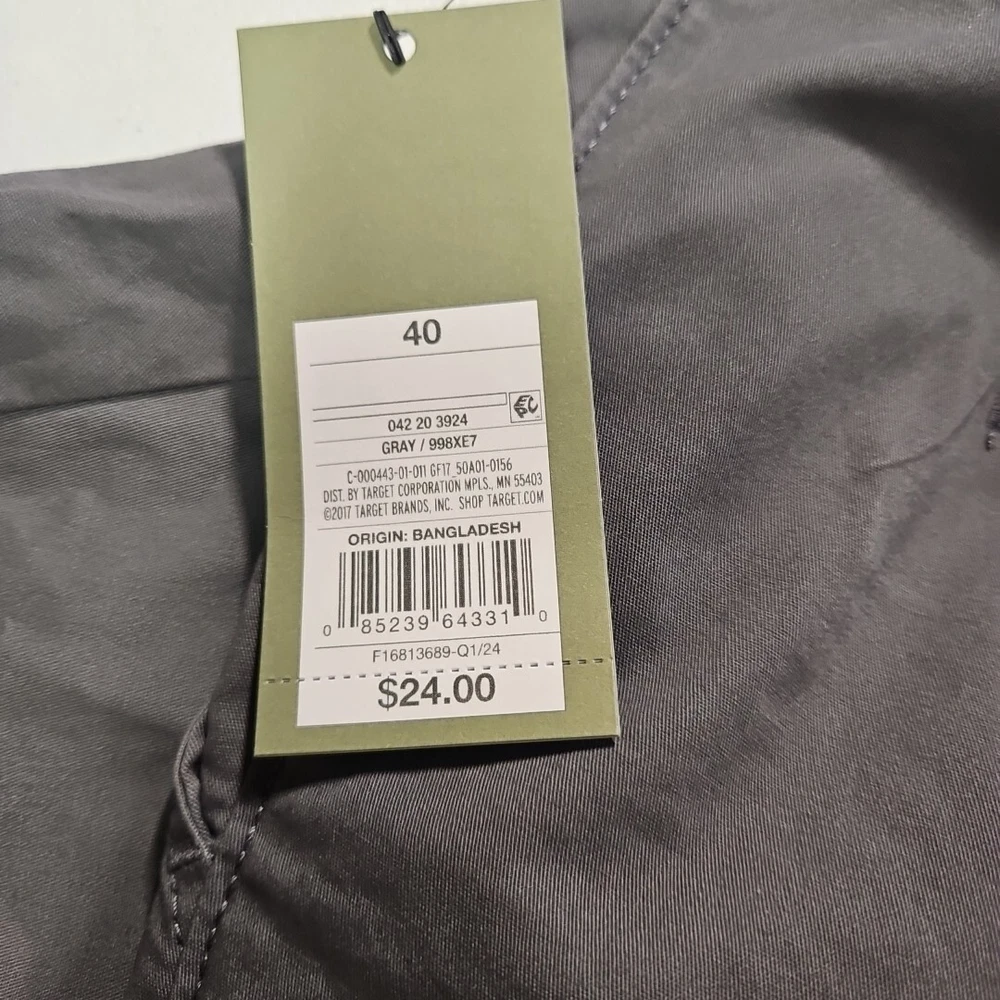 40
EPC
042 20 3924
GRAY / 998XE7
C-000443-01-011 GF17_50A01-0156
DIST. BY TARGET CORPORATION MPLS., MN 55403
©2017 TARGET BRANDS, INC. SHOP TARGET.COM
ORIGIN: BANGLADESH
0 85239 64331 0
F16813689-Q1/24
$24.00